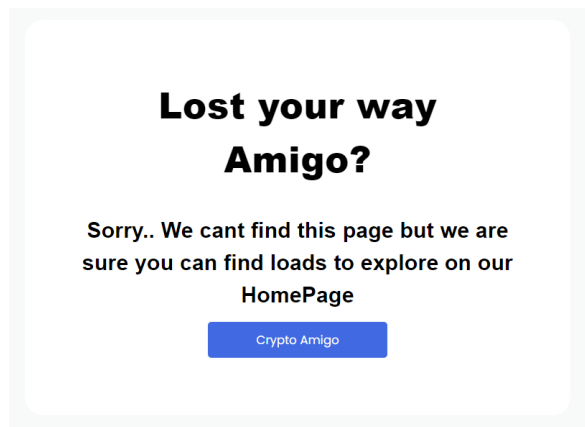 Lost your way
Amigo?
Sorry.. We cant find this page but we are
sure you can find loads to explore on our
HomePage
Crypto Amigo